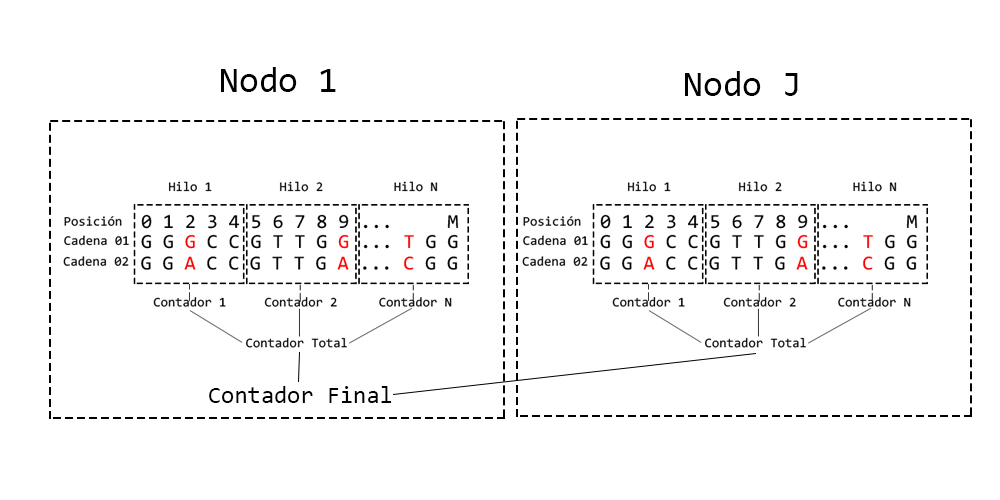 Nodo 1
Hilo 1 Hilo 2 Hilo N
Posición 0 1 2 3 4 5 6 7 8 9 ... M
Cadena 01 G G G C C G T T G G ... T G G
Cadena 02 G G A C C G T T G A ... C G G
Contador 1 Contador 2 Contador N
Contador Total
Contador Final
Nodo J
Hilo 1 Hilo 2 Hilo N
Posición 0 1 2 3 4 5 6 7 8 9 ... M
Cadena 01 G G G C C G T T G G ... T G G
Cadena 02 G G A C C G T T G A ... C G G
Contador 1 Contador 2 Contador N
Contador Total